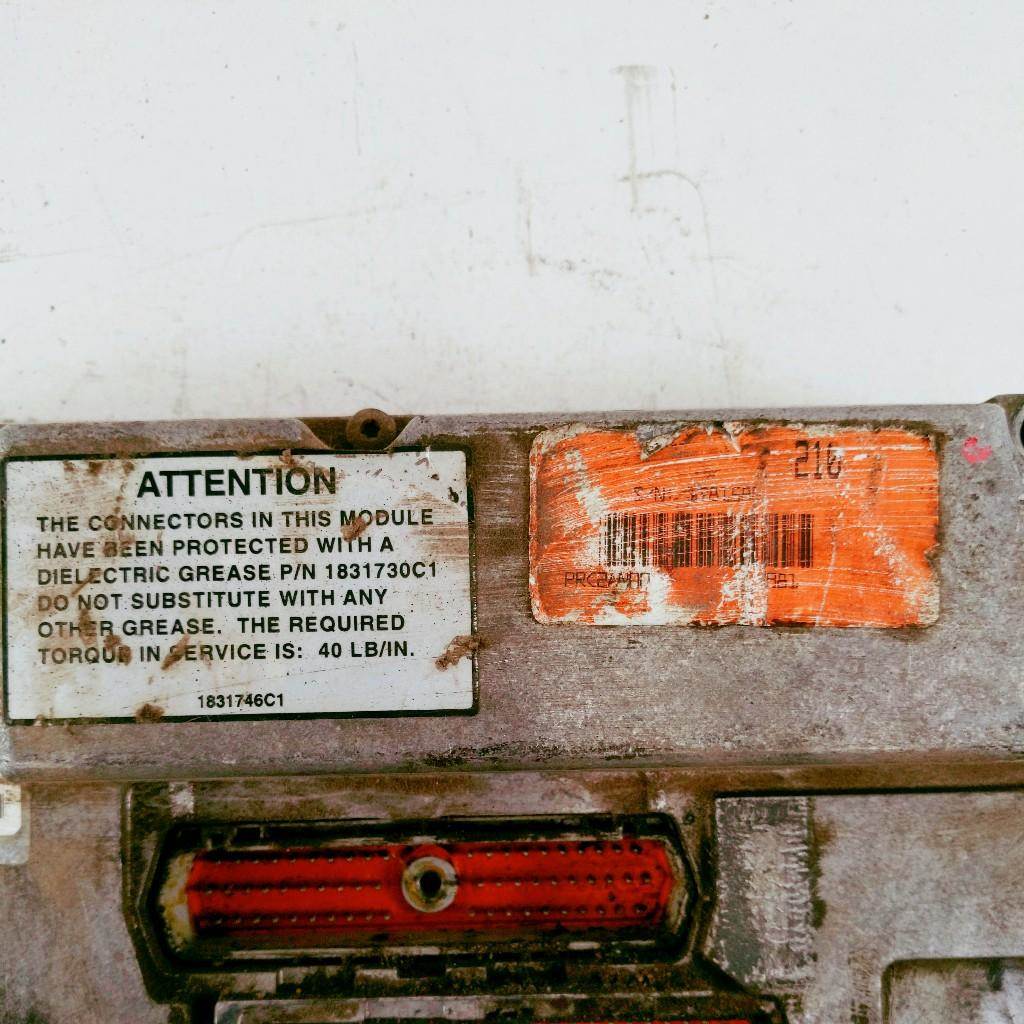 ATTENTION
THE CONNECTORS IN THIS MODULE
HAVE BEEN PROTECTED WITH A
DIELECTRIC GREASE P/N 1831730C1
DO NOT SUBSTITUTE WITH ANY
OTHER GREASE. THE REQUIRED
TORQUE IN SERVICE IS: 40 LB/IN.
1831746C1
216